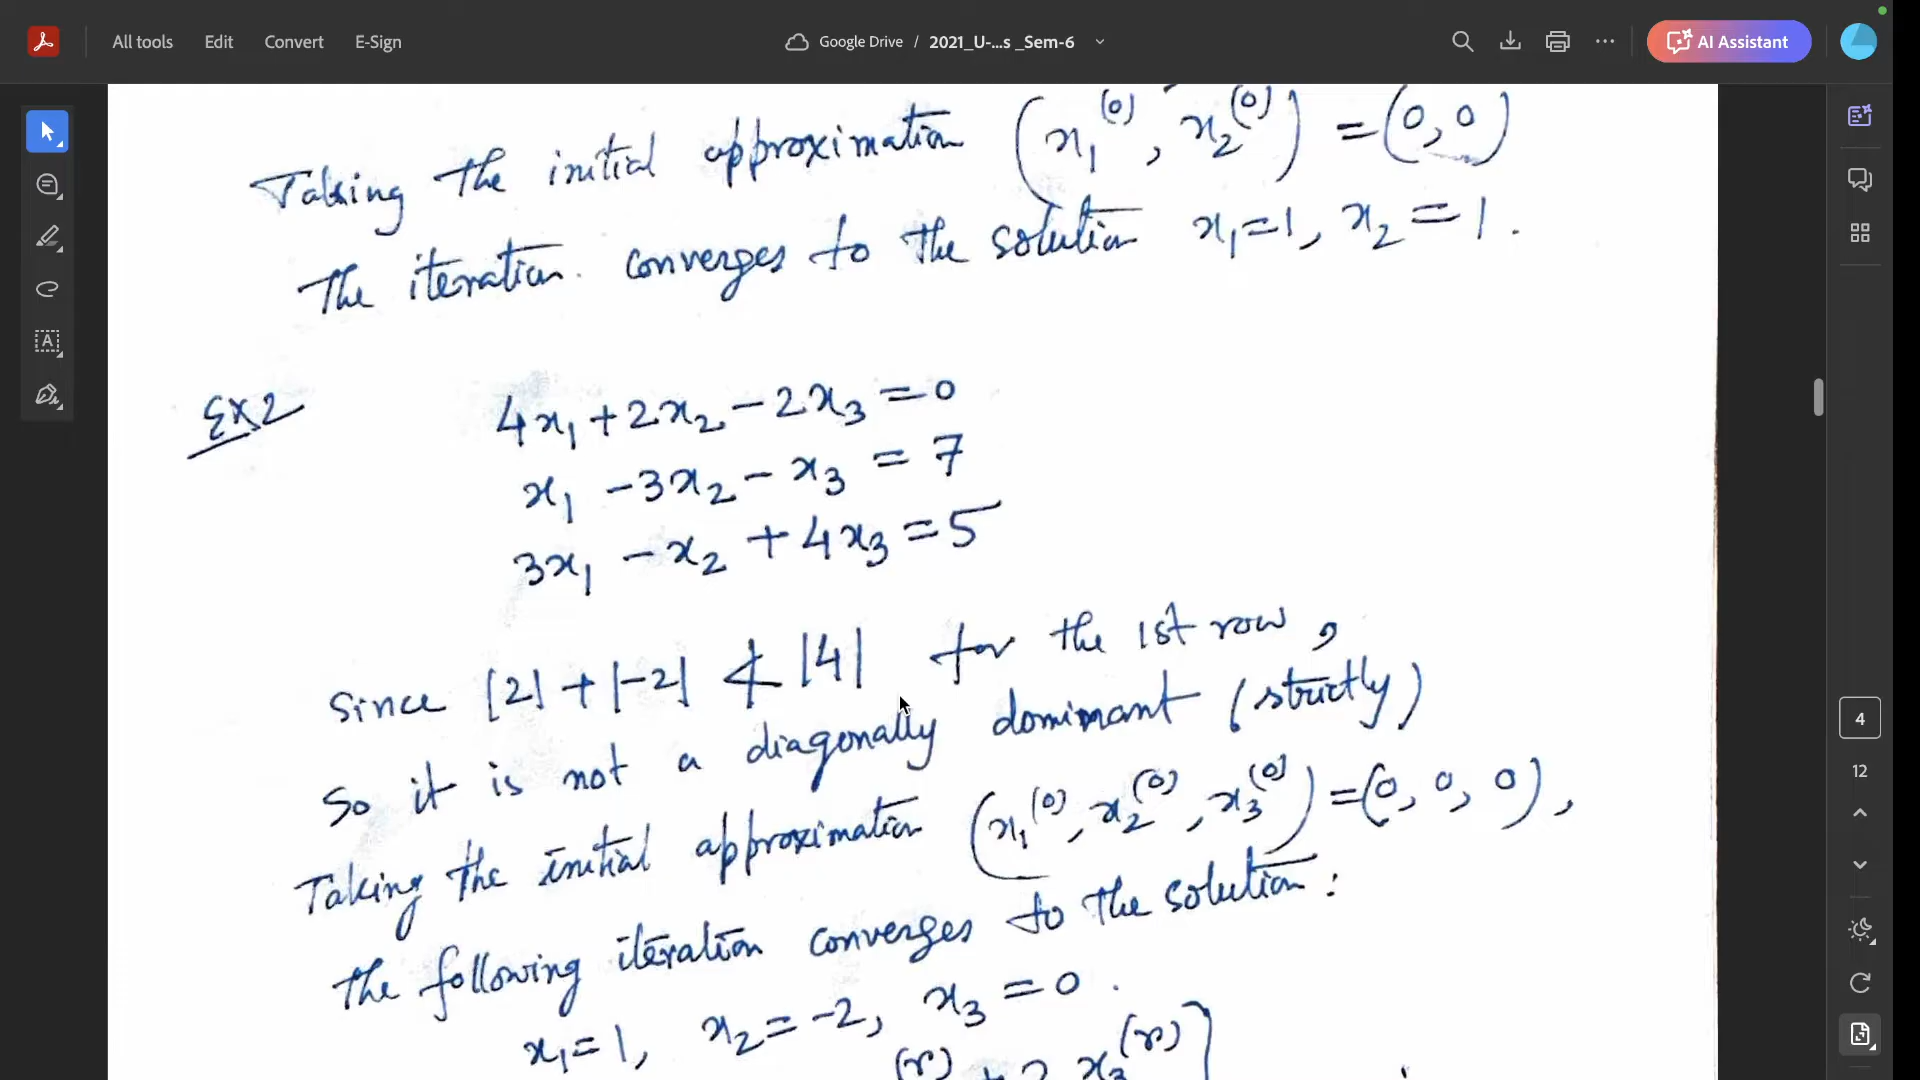 All tools Edit Convert E-Sign Google Drive / 2021_U-...s _Sem-6 AI Assistant
Taking the initial approximation (x₁⁽⁰⁾, x₂⁽⁰⁾) = (0, 0)
The iteration. converges to the solution x₁=1, x₂=1.
Ex2
4x₁+2x₂-2x₃=0
x₁-3x₂-x₃=7
3x₁-x₂+4x₃=5
Since |2|+|-2| ≮ |4| for the 1st row,
So it is not a diagonally dominant (strictly)
Taking the initial approximation (x₁⁽⁰⁾, x₂⁽⁰⁾, x₃⁽⁰⁾)=(0, 0, 0),
the following iteration converges to the solution:
x₁=1, x₂=-2, x₃=0.
4
12